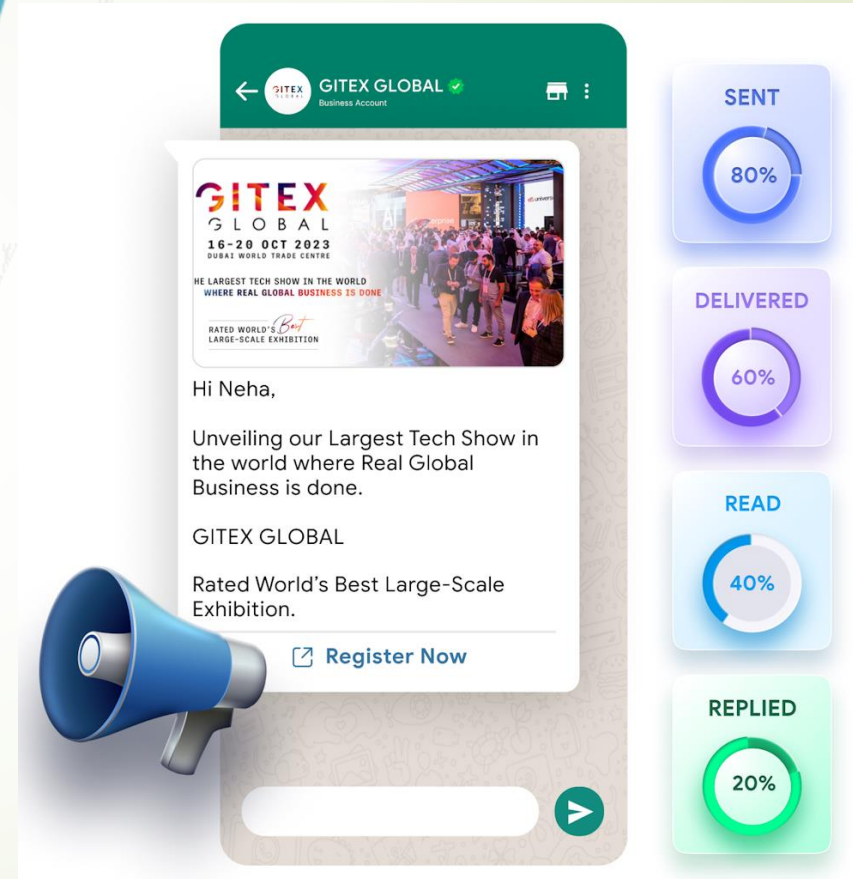 GITEX
GLOBAL
GITEX GLOBAL
Business Account
GITEX
GLOBAL
16-20 OCT 2023
DUBAI WORLD TRADE CENTRE
HE LARGEST TECH SHOW IN THE WORLD
WHERE REAL GLOBAL BUSINESS IS DONE
RATED WORLD'S Best
LARGE-SCALE EXHIBITION
AI
Hi Neha,
Unveiling our Largest Tech Show in
the world where Real Global
Business is done.
GITEX GLOBAL
Rated World's Best Large-Scale
Exhibition.
Register Now
SENT
80%
DELIVERED
60%
READ
40%
REPLIED
20%